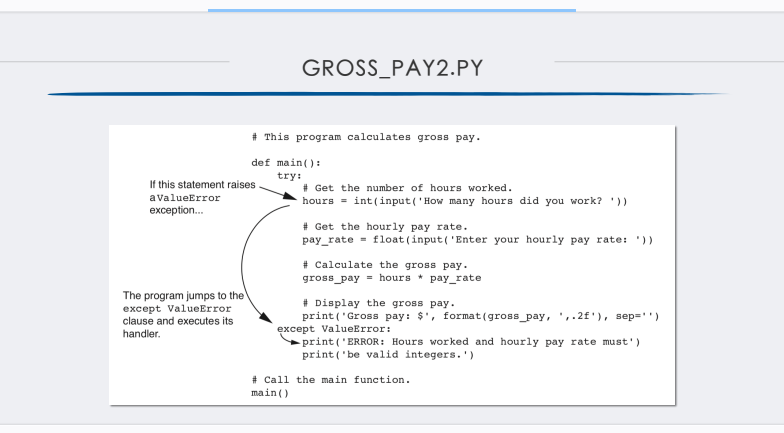 GROSS_PAY2.PY
# This program calculates gross pay.
def main():
try:
If this statement raises
a ValueError
exception...
# Get the number of hours worked.
hours = int(input('How many hours did you work? '))
# Get the hourly pay rate.
pay_rate = float(input('Enter your hourly pay rate: '))
# Calculate the gross pay.
gross_pay = hours * pay_rate
The program jumps to the
except ValueError
clause and executes its
handler.
# Display the gross pay.
print('Gross pay: $', format(gross_pay, ',.2f'), sep='')
except ValueError:
print('ERROR: Hours worked and hourly pay rate must')
print('be valid integers.')
# Call the main function.
main()